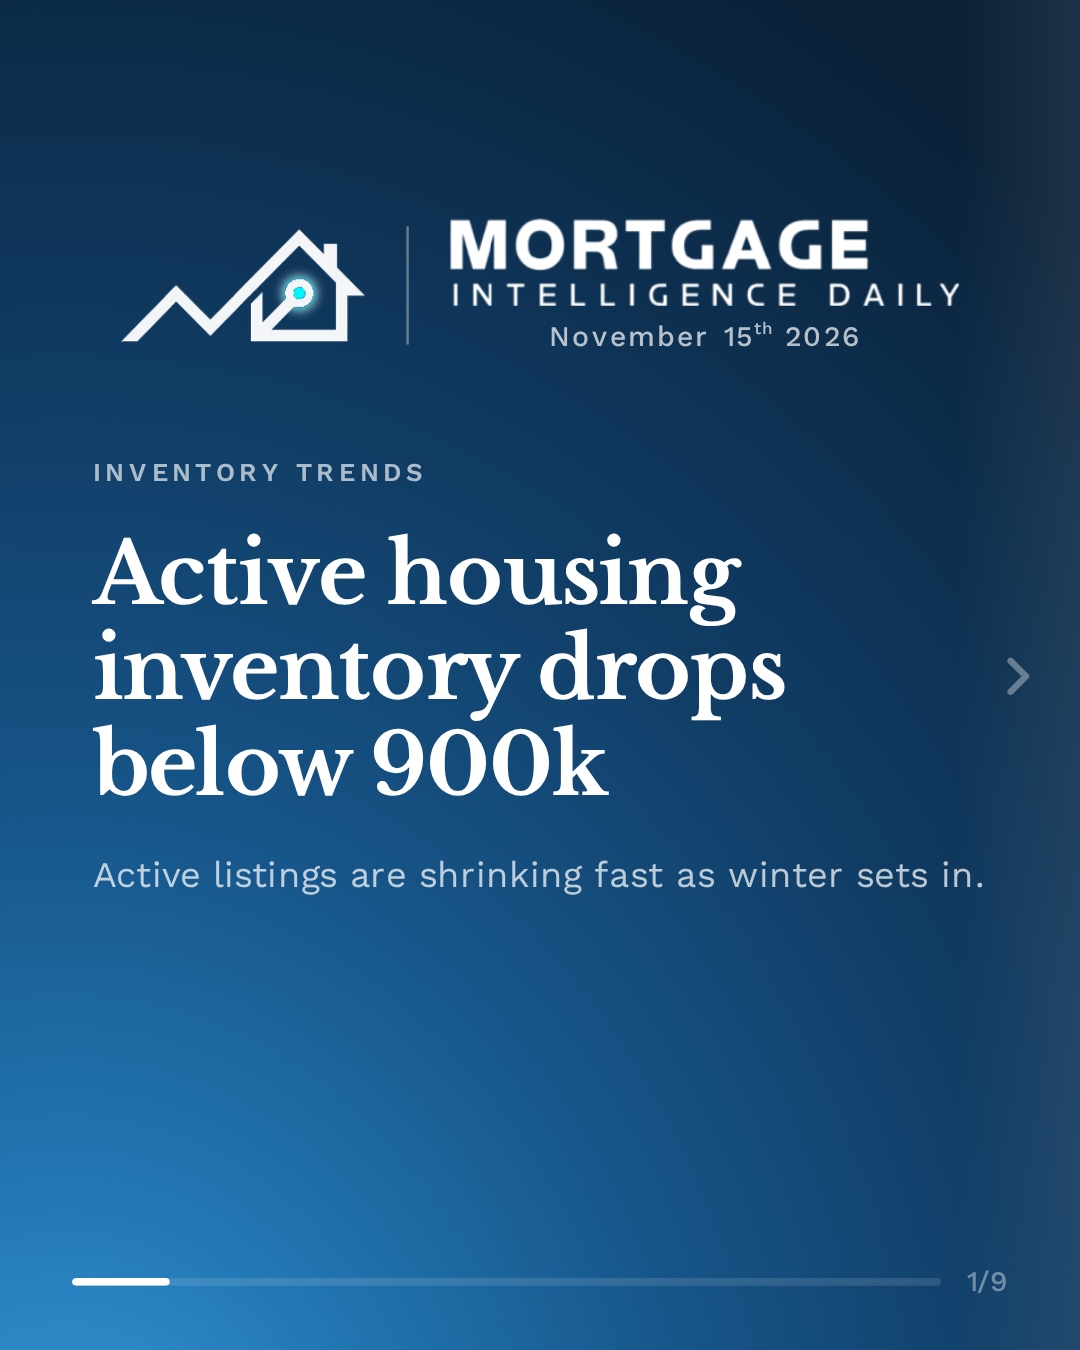 MORTGAGE
INTELLIGENCE DAILY
November 15th 2026
INVENTORY TRENDS
Active housing
inventory drops
below 900k
Active listings are shrinking fast as winter sets in.
1/9